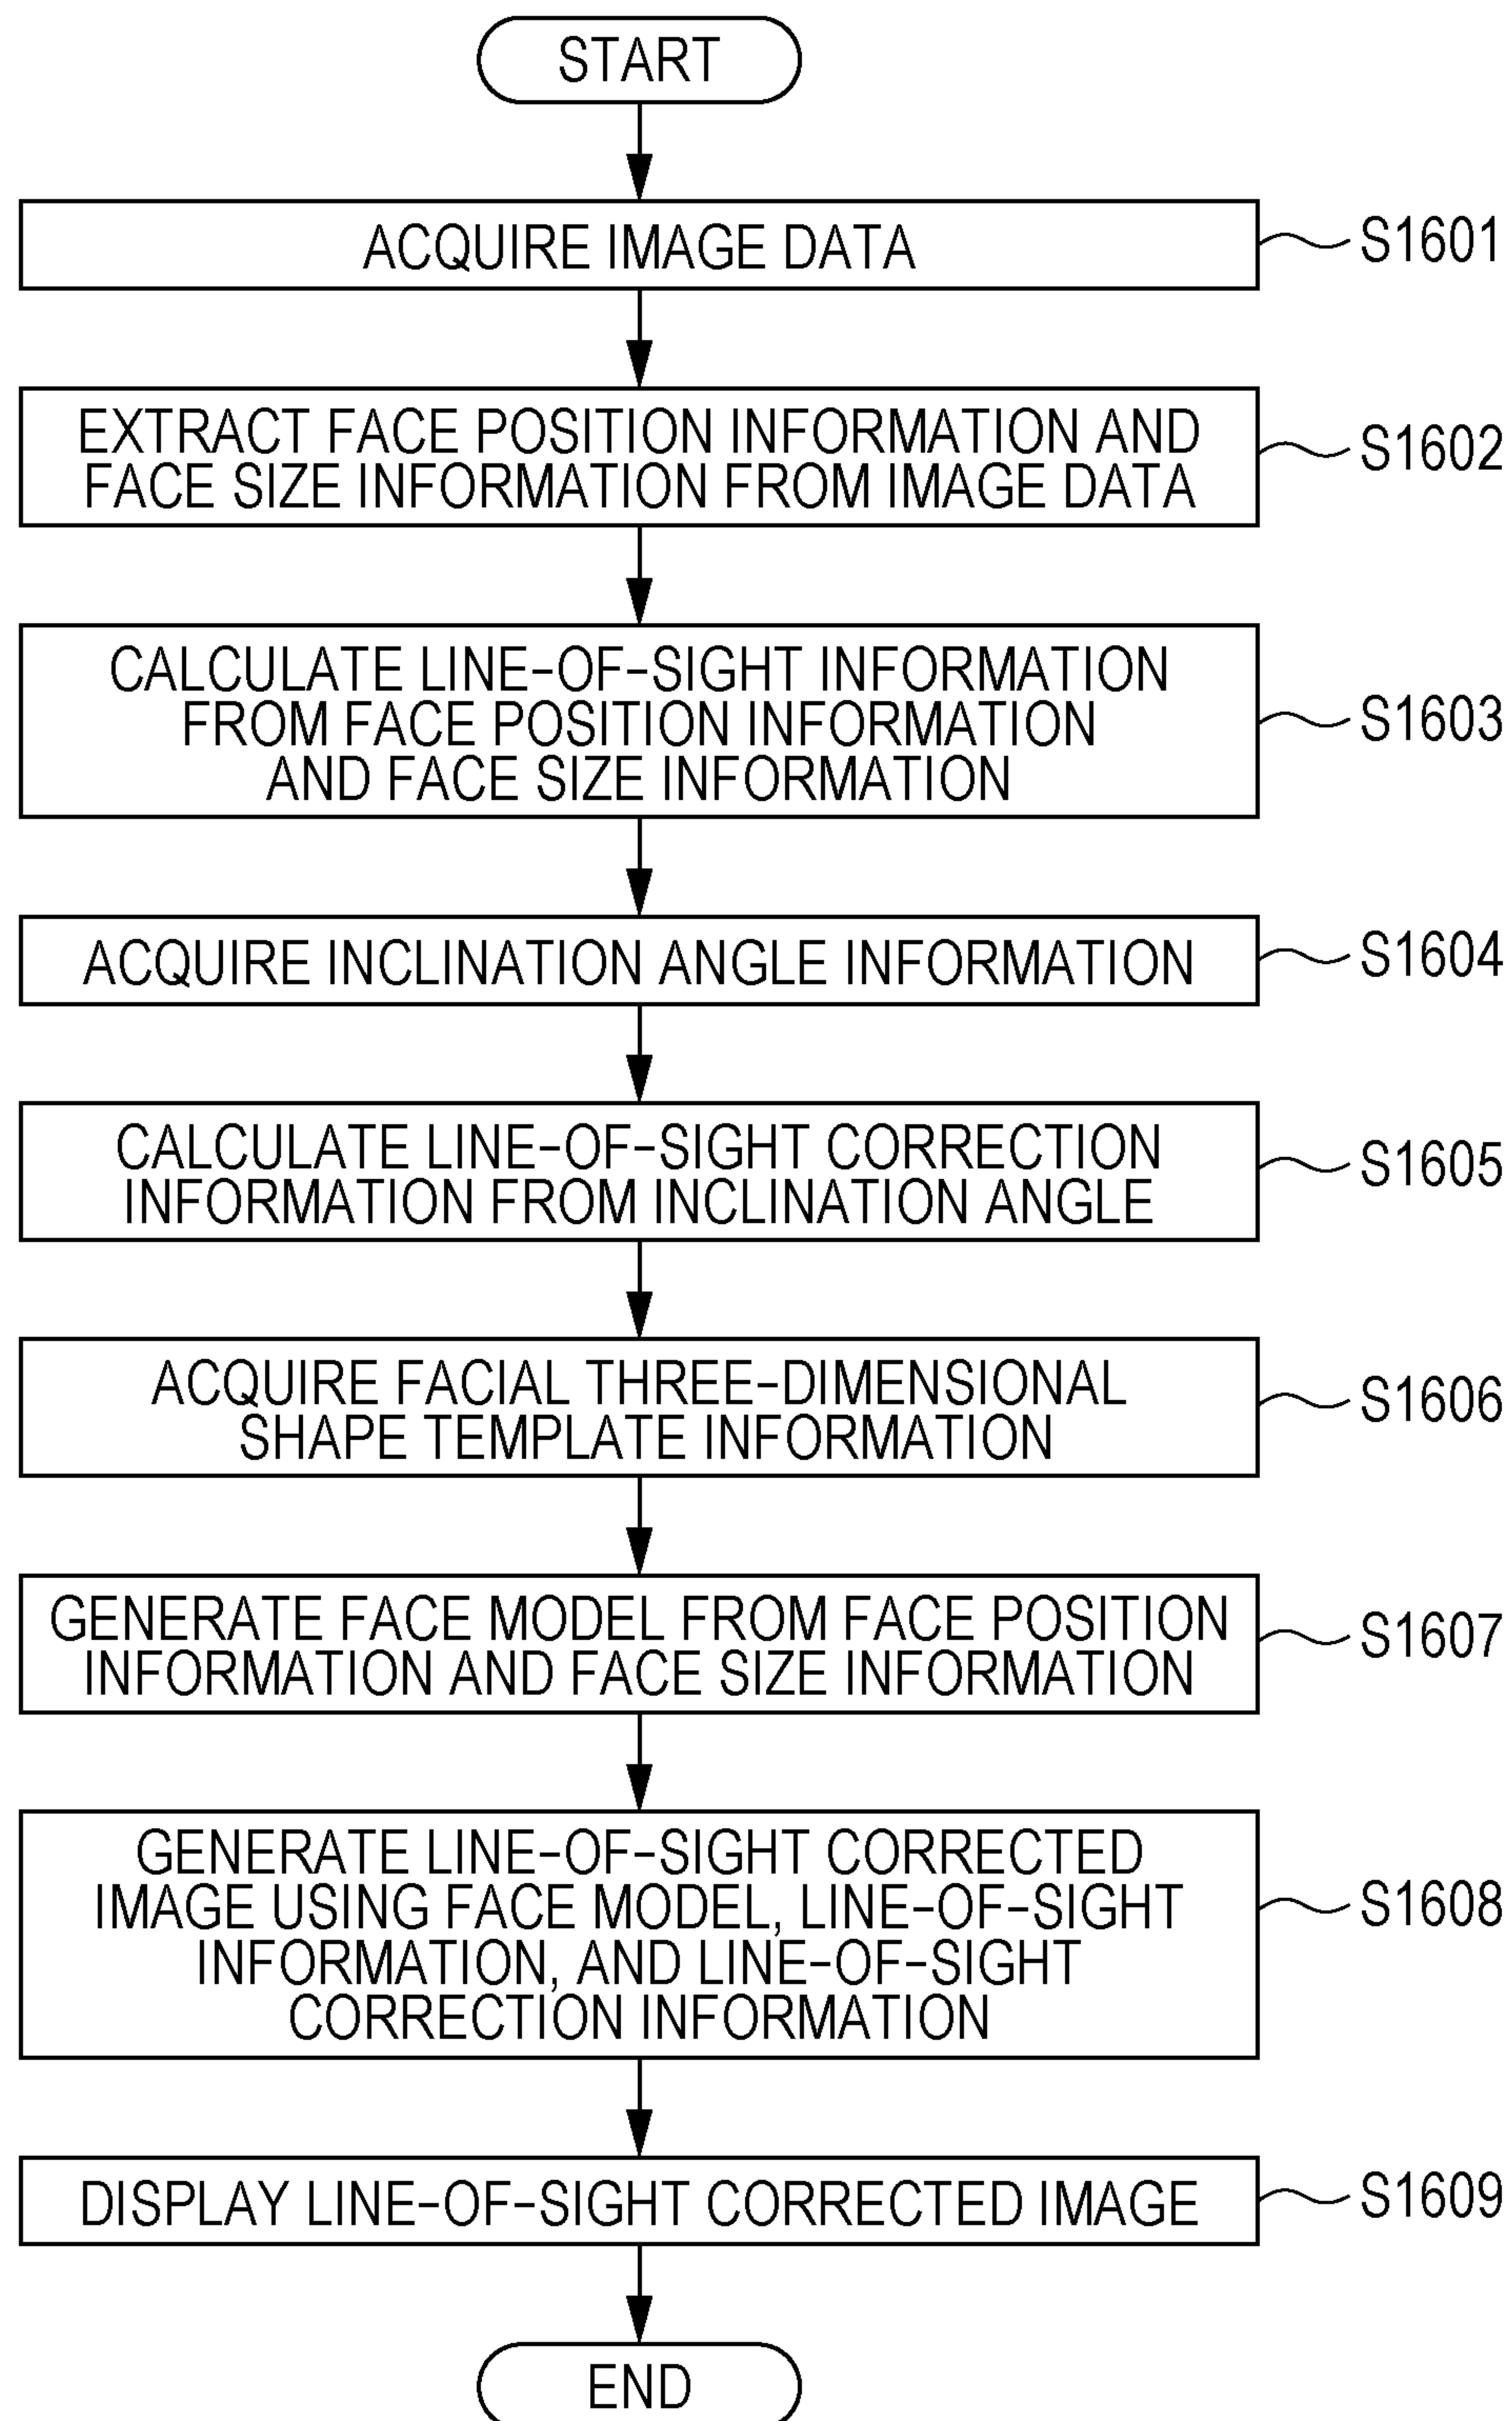 START
ACQUIRE IMAGE DATA
S1601
EXTRACT FACE POSITION INFORMATION AND
FACE SIZE INFORMATION FROM IMAGE DATA
S1602
CALCULATE LINE-OF-SIGHT INFORMATION
FROM FACE POSITION INFORMATION
AND FACE SIZE INFORMATION
S1603
ACQUIRE INCLINATION ANGLE INFORMATION
S1604
CALCULATE LINE-OF-SIGHT CORRECTION
INFORMATION FROM INCLINATION ANGLE
S1605
ACQUIRE FACIAL THREE-DIMENSIONAL
SHAPE TEMPLATE INFORMATION
S1606
GENERATE FACE MODEL FROM FACE POSITION
INFORMATION AND FACE SIZE INFORMATION
S1607
GENERATE LINE-OF-SIGHT CORRECTED
IMAGE USING FACE MODEL, LINE-OF-SIGHT
INFORMATION, AND LINE-OF-SIGHT
CORRECTION INFORMATION
S1608
DISPLAY LINE-OF-SIGHT CORRECTED IMAGE
S1609
END